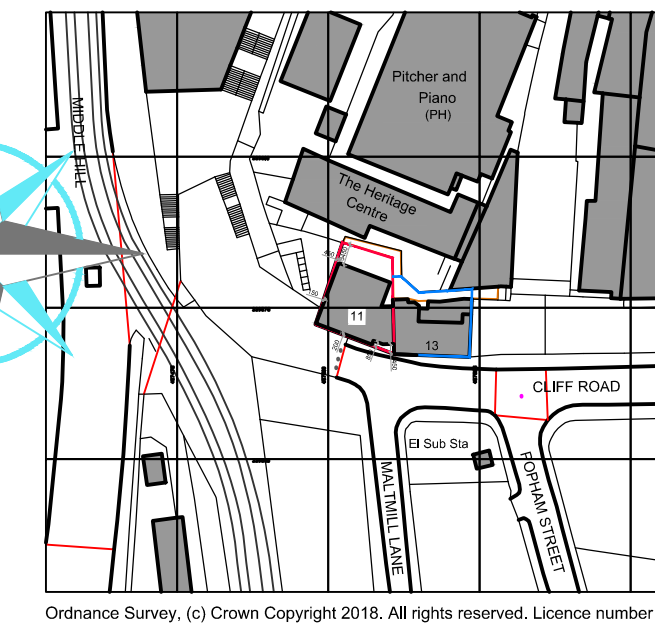 MIDDLE HILL
Pitcher and
Piano
(PH)
The Heritage
Centre
11
13
CLIFF ROAD
El Sub Sta
MALTMILL LANE
POPHAM STREET
Ordnance Survey, (c) Crown Copyright 2018. All rights reserved. Licence number